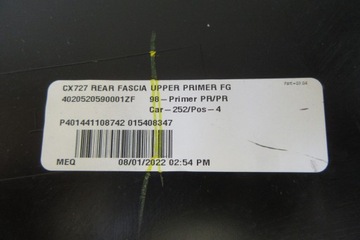 CX727 REAR FASCIA UPPER PRIMER FG
4020520590001ZF 98-Primer PR/PR
Car-252/Pos-4
P401441108742 015408347
MEQ 08/01/2022 02:54 PM